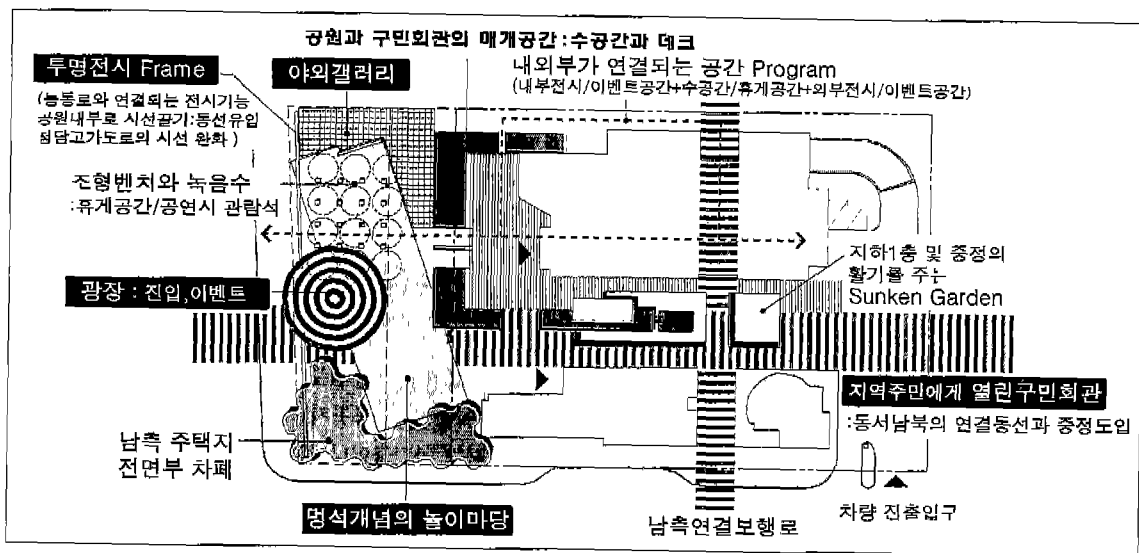 공원과 구민회관의 매개공간 : 수공간과 데크
투명전시 Frame
야외갤러리
내외부가 연결되는 공간 Program
(내부전시/이벤트공간+수공간/휴게공간+외부전시/이벤트공간)
(능동로와 연결되는 전시기능
공원내부로 시선끌기:동선유입
청담고가도로의 시선 완화 )
조형벤치와 녹음수
:휴게공간/공연시 관람석
지하1층 및 중정의
활기를 주는
Sunken Garden
광장 : 진입,이벤트
지역주민에게 열린구민회관
:동서남북의 연결동선과 중정도입
남측 주택지
전면부 차폐
멍석개념의 놀이마당
남측연결보행로
차량 진출입구